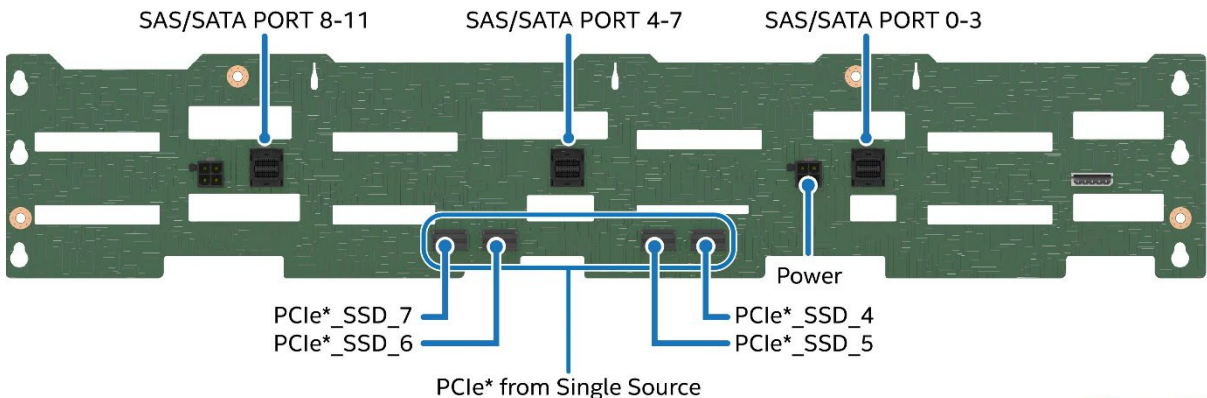 SAS/SATA PORT 8-11
SAS/SATA PORT 4-7
SAS/SATA PORT 0-3
Power
PCIe*_SSD_7
PCIe*_SSD_6
PCIe*_SSD_4
PCIe*_SSD_5
PCIe* from Single Source